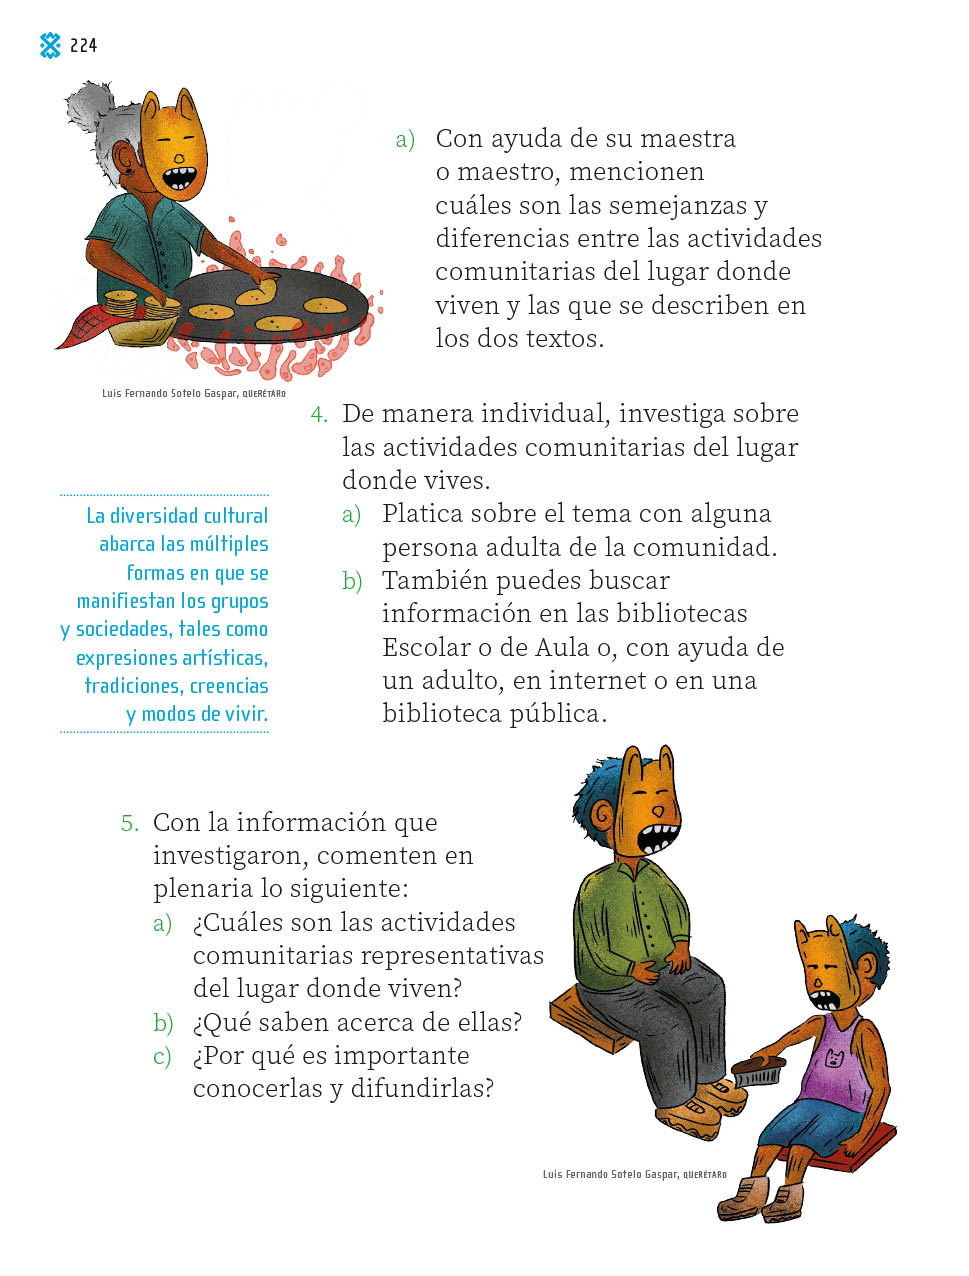 224
a) Con ayuda de su maestra
o maestro, mencionen
cuáles son las semejanzas y
diferencias entre las actividades
comunitarias del lugar donde
viven y las que se describen en
los dos textos.
Luis Fernando Sotelo Gaspar, QUERÉTARO
4. De manera individual, investiga sobre
las actividades comunitarias del lugar
donde vives.
a) Platica sobre el tema con alguna
persona adulta de la comunidad.
b) También puedes buscar
información en las bibliotecas
Escolar o de Aula o, con ayuda de
un adulto, en internet o en una
biblioteca pública.
La diversidad cultural
abarca las múltiples
formas en que se
manifiestan los grupos
y sociedades, tales como
expresiones artísticas,
tradiciones, creencias
y modos de vivir.
5. Con la información que
investigaron, comenten en
plenaria lo siguiente:
a) ¿Cuáles son las actividades
comunitarias representativas
del lugar donde viven?
b) ¿Qué saben acerca de ellas?
c) ¿Por qué es importante
conocerlas y difundirlas?
Luis Fernando Sotelo Gaspar, QUERÉTARO